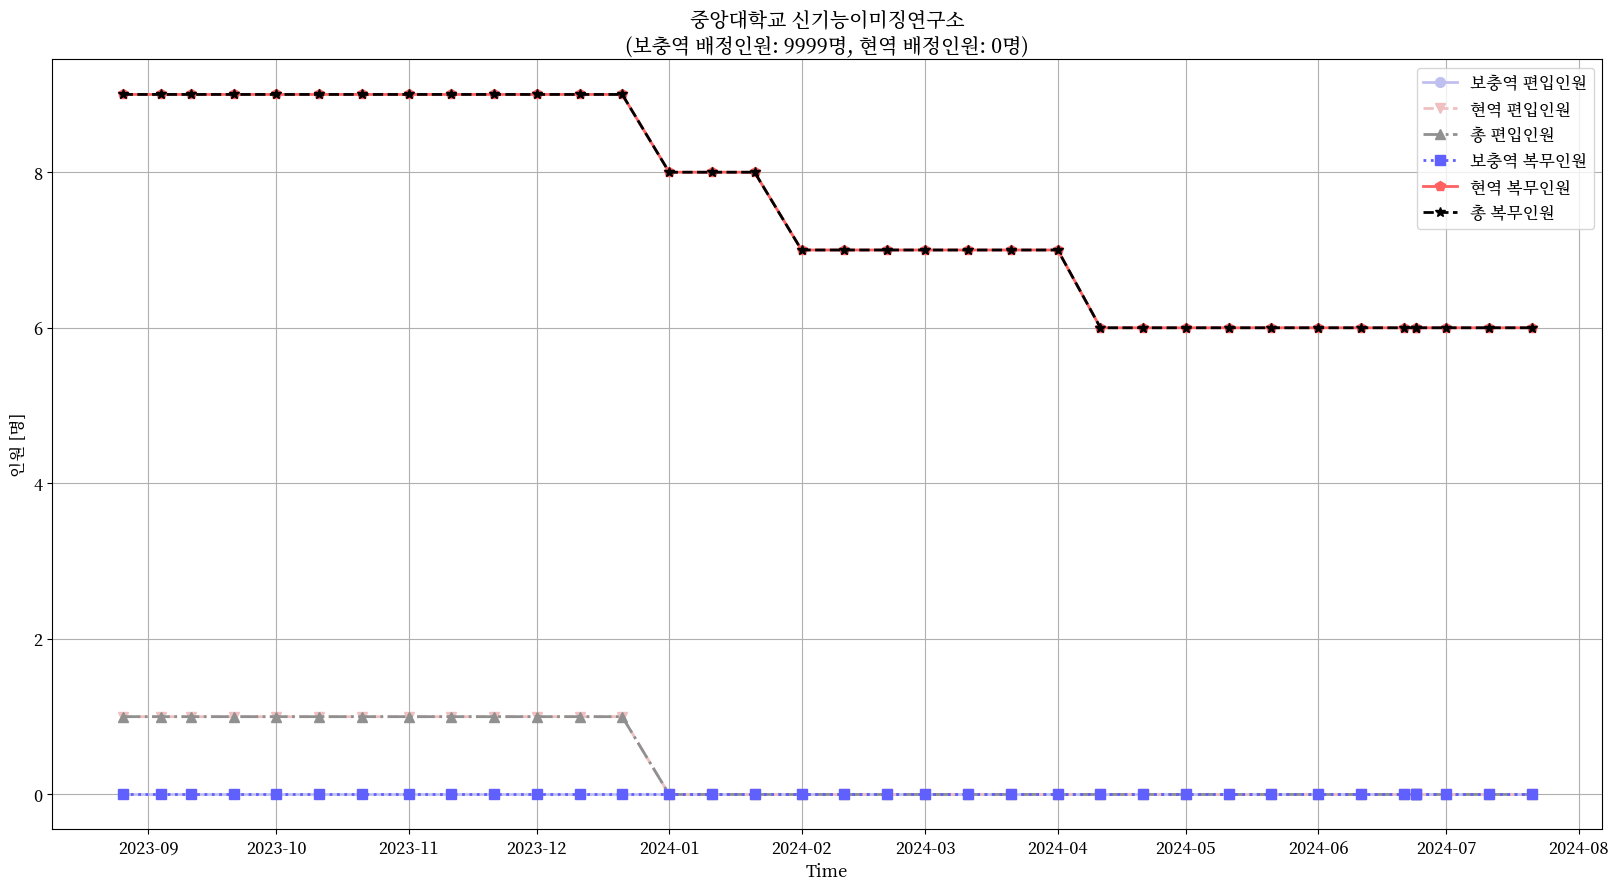 중앙대학교 신기능이미징연구소
(보충역 배정인원: 9999명, 현역 배정인원: 0명)
보충역 편입인원
현역 편입인원
총 편입인원
보충역 복무인원
현역 복무인원
총 복무인원
인원 [명]
8
6
4
2
0
2023-09
2023-10
2023-11
2023-12
2024-01
2024-02
2024-03
2024-04
2024-05
2024-06
2024-07
2024-08
Time